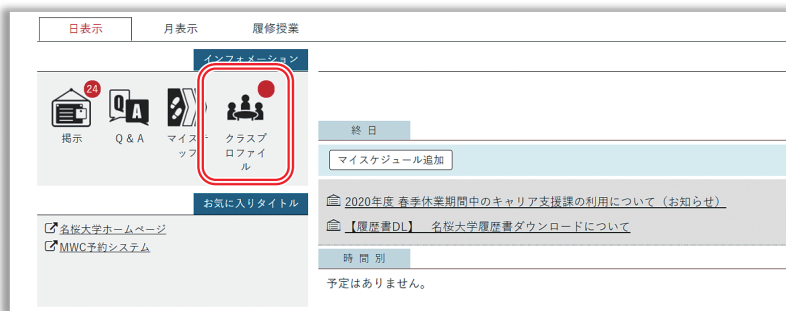 日表示
月表示
履修授業
インフォメーション
24
掲示
Q & A
マイステ
ップ
クラスプ
ロファイ
ル
お気に入りタイトル
名桜大学ホームページ
MWC予約システム
終 日
マイスケジュール追加
2020年度 春季休業期間中のキャリア支援課の利用について（お知らせ）
【履歴書DL】　名桜大学履歴書ダウンロードについて
時 間 別
予定はありません。